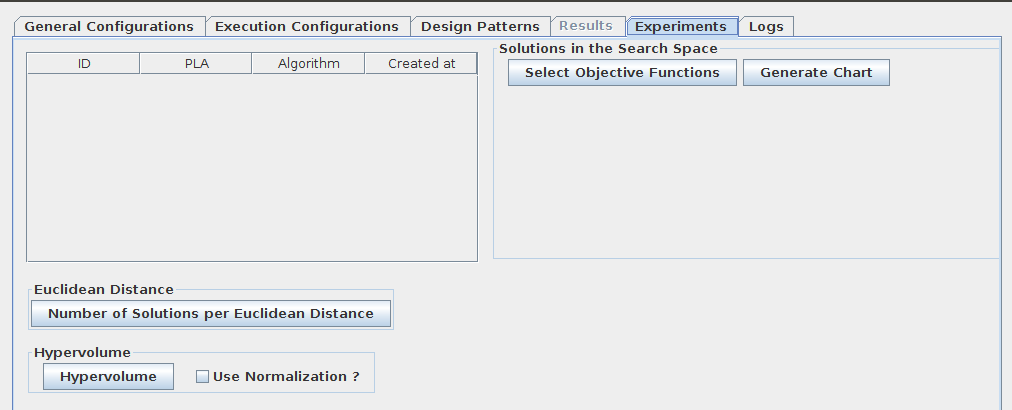 General Configurations Execution Configurations Design Patterns Results Experiments Logs
ID PLA Algorithm Created at
Solutions in the Search Space
Select Objective Functions Generate Chart
Euclidean Distance
Number of Solutions per Euclidean Distance
Hypervolume
Hypervolume Use Normalization ?